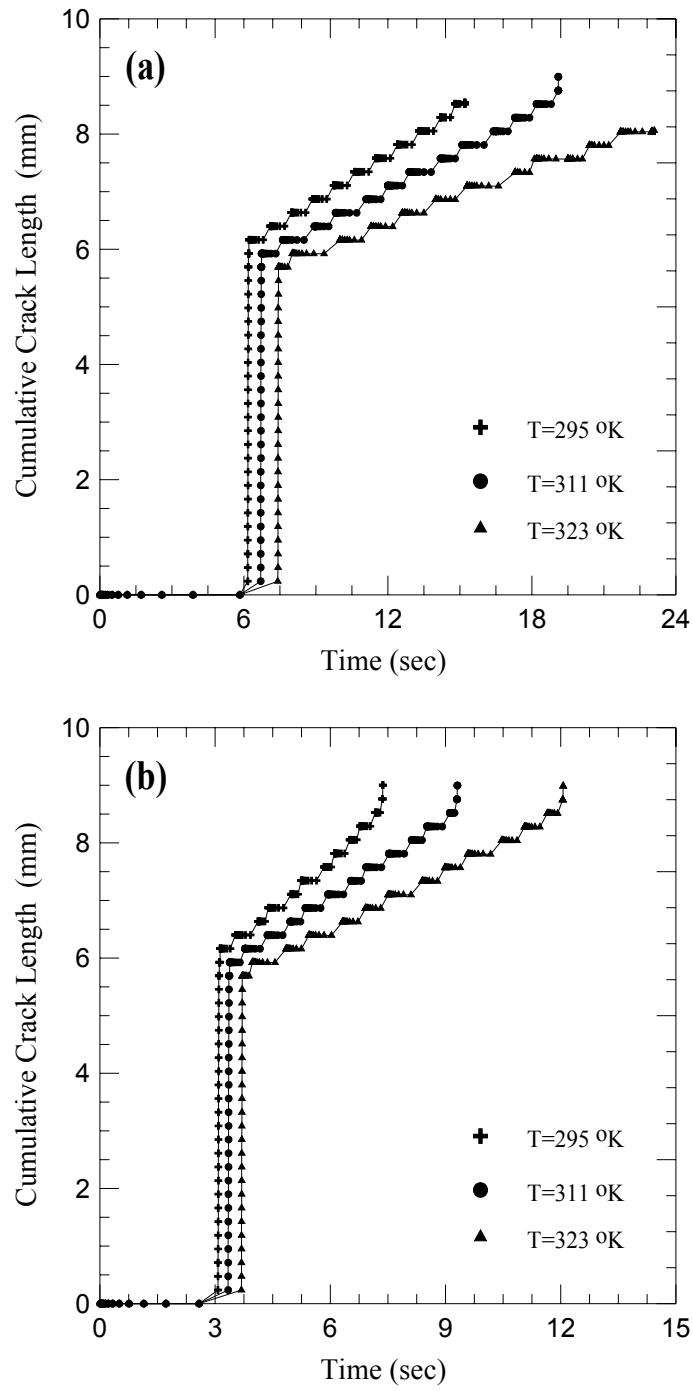 10
(a)
8
6
4
2
0
Cumulative Crack Length (mm)
T=295 ºK
T=311 ºK
T=323 ºK
0 6 12 18 24
Time (sec)
10
(b)
8
6
4
2
0
Cumulative Crack Length (mm)
T=295 ºK
T=311 ºK
T=323 ºK
0 3 6 9 12 15
Time (sec)